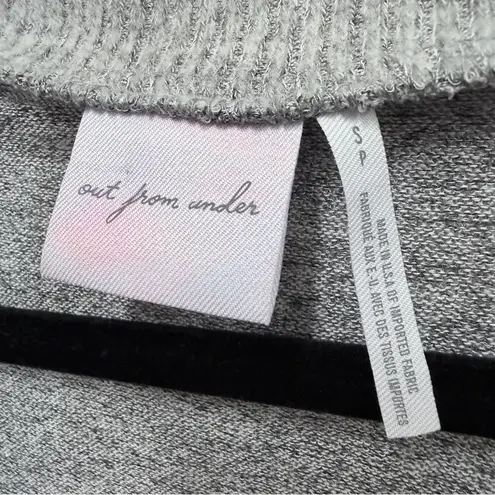 out from under
S
P
MADE IN U.S.A OF IMPORTED FABRIC
FABRIQUÉ AUX E.-U. AVEC DES TISSUS IMPORTÉS